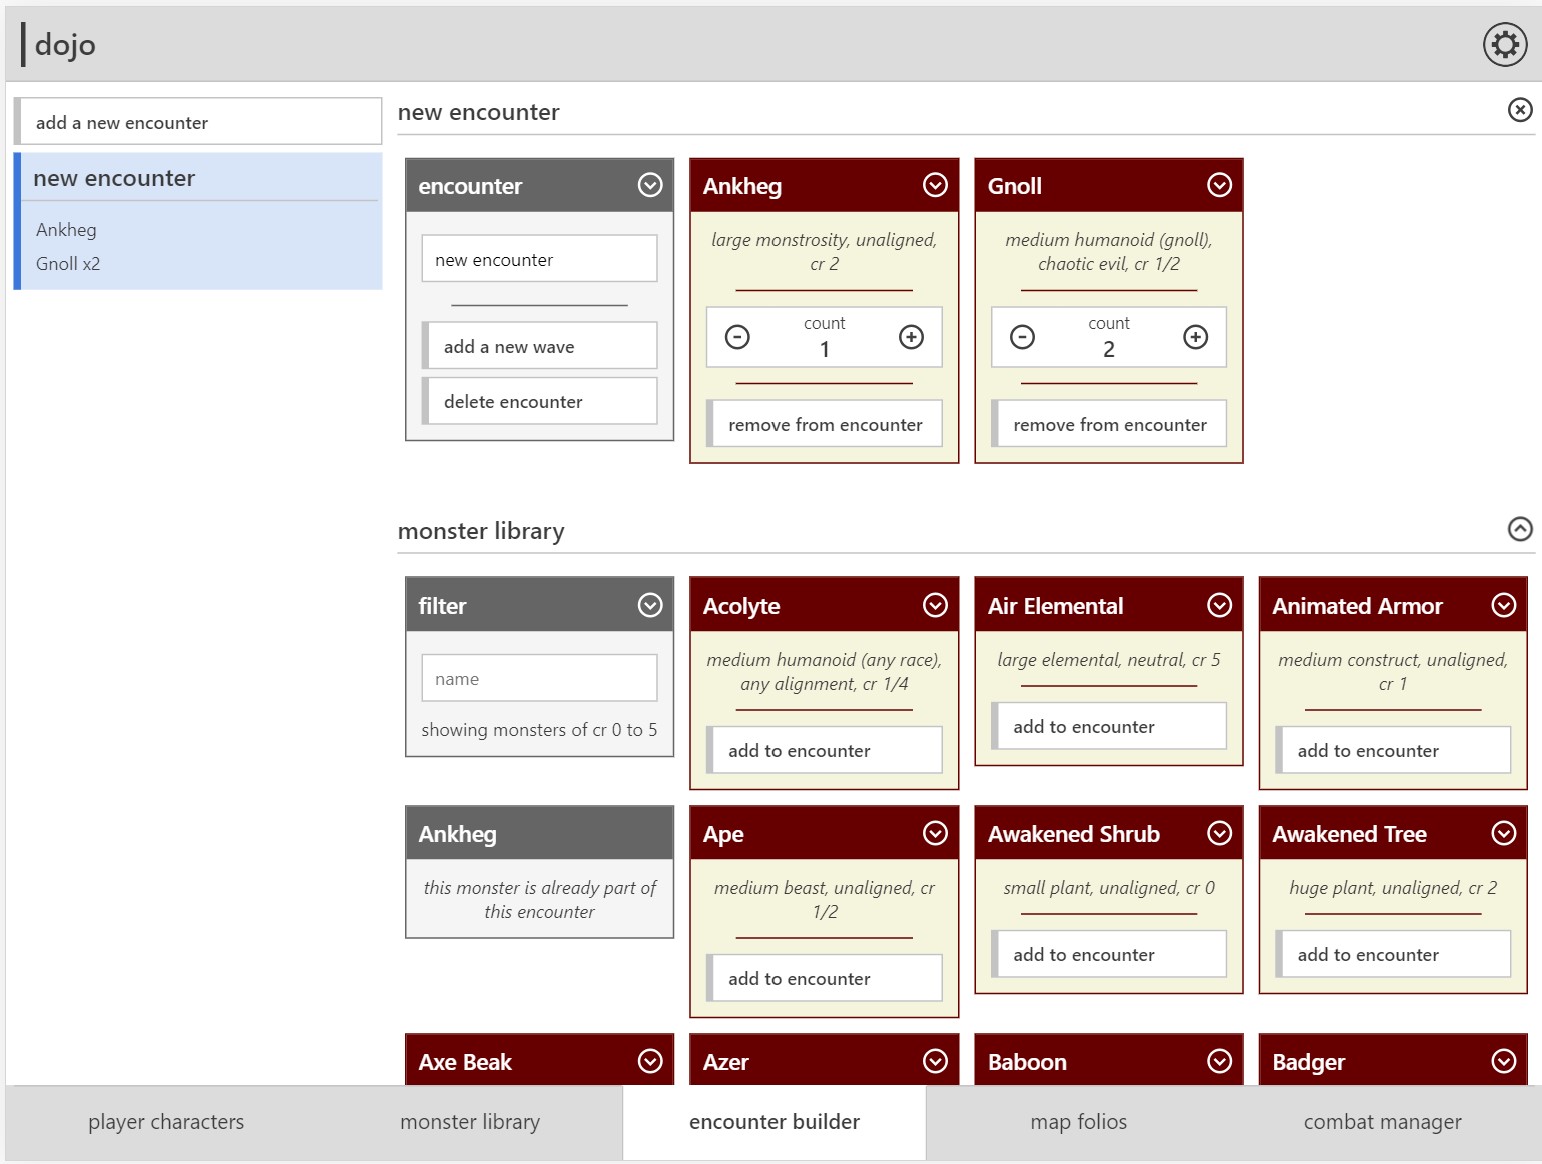 dojo
add a new encounter
new encounter
Ankheg
Gnoll x2
new encounter
encounter
new encounter
add a new wave
delete encounter
Ankheg
large monstrosity, unaligned,
cr 2
count
1
remove from encounter
Gnoll
medium humanoid (gnoll),
chaotic evil, cr 1/2
count
2
remove from encounter
monster library
filter
name
showing monsters of cr 0 to 5
Acolyte
medium humanoid (any race),
any alignment, cr 1/4
add to encounter
Air Elemental
large elemental, neutral, cr 5
add to encounter
Animated Armor
medium construct, unaligned,
cr 1
add to encounter
Ankheg
this monster is already part of
this encounter
Ape
medium beast, unaligned, cr
1/2
add to encounter
Awakened Shrub
small plant, unaligned, cr 0
add to encounter
Awakened Tree
huge plant, unaligned, cr 2
add to encounter
Axe Beak
Azer
Baboon
Badger
player characters
monster library
encounter builder
map folios
combat manager